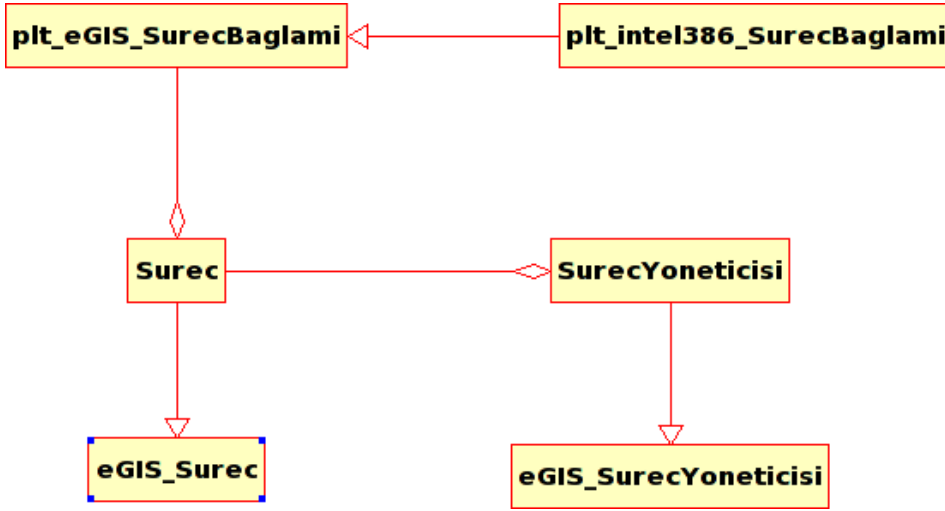 plt_eGIS_SurecBaglami
plt_intel386_SurecBaglami
Surec
SurecYoneticisi
eGIS_Surec
eGIS_SurecYoneticisi